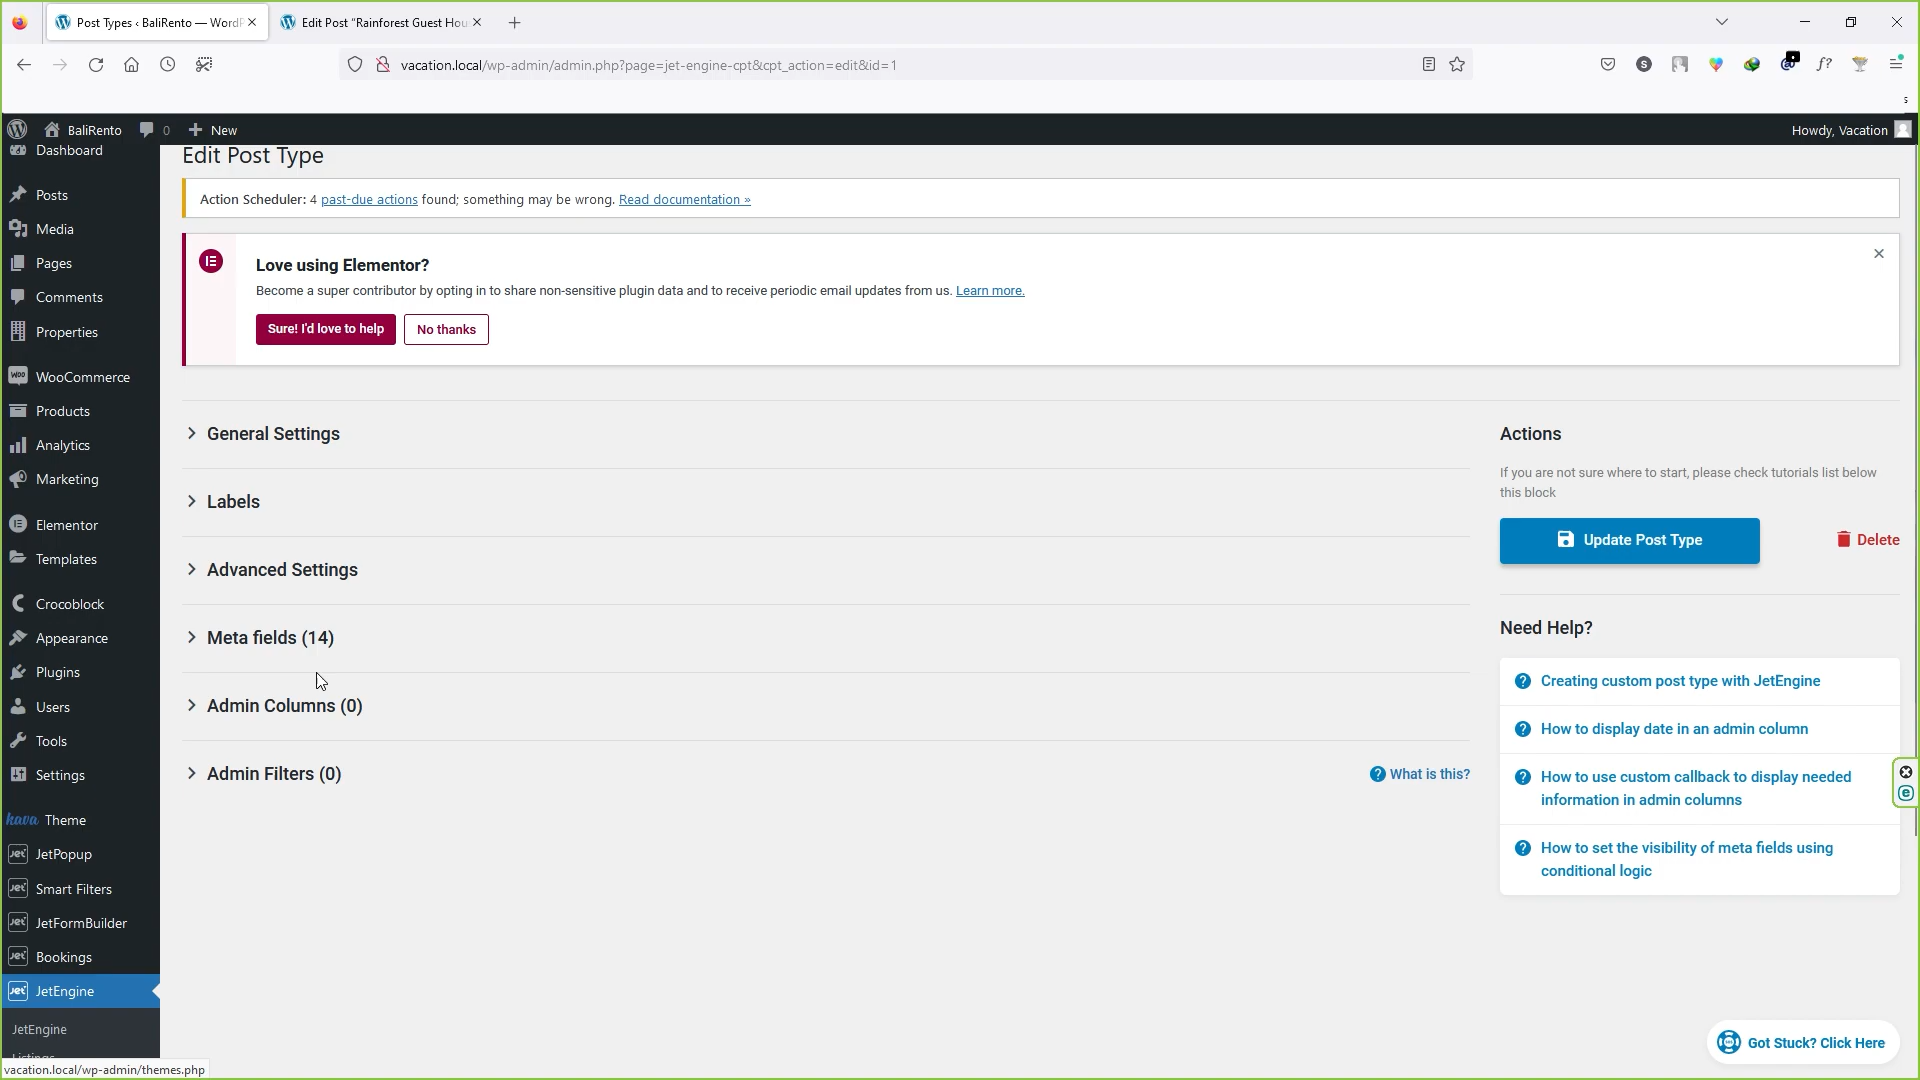 Post Types ‹ BaliRento — WordP
Edit Post "Rainforest Guest Hou
vacation.local/wp-admin/admin.php?page=jet-engine-cpt&cpt_action=edit&id=1
S
f?
s
BaliRento
0
New
Howdy, Vacation
Dashboard
Posts
Media
Pages
Comments
Properties
WooCommerce
Products
Analytics
Marketing
Elementor
Templates
Crocoblock
Appearance
Plugins
Users
Tools
Settings
kava Theme
JetPopup
Smart Filters
JetFormBuilder
Bookings
JetEngine
JetEngine
Listings
vacation.local/wp-admin/themes.php
Edit Post Type
Action Scheduler: 4 past-due actions found; something may be wrong. Read documentation »
Love using Elementor?
Become a super contributor by opting in to share non-sensitive plugin data and to receive periodic email updates from us. Learn more.
Sure! I'd love to help
No thanks
General Settings
Labels
Advanced Settings
Meta fields (14)
Admin Columns (0)
Admin Filters (0)
What is this?
Actions
If you are not sure where to start, please check tutorials list below
this block
Update Post Type
Delete
Need Help?
Creating custom post type with JetEngine
How to display date in an admin column
How to use custom callback to display needed
information in admin columns
How to set the visibility of meta fields using
conditional logic
Got Stuck? Click Here